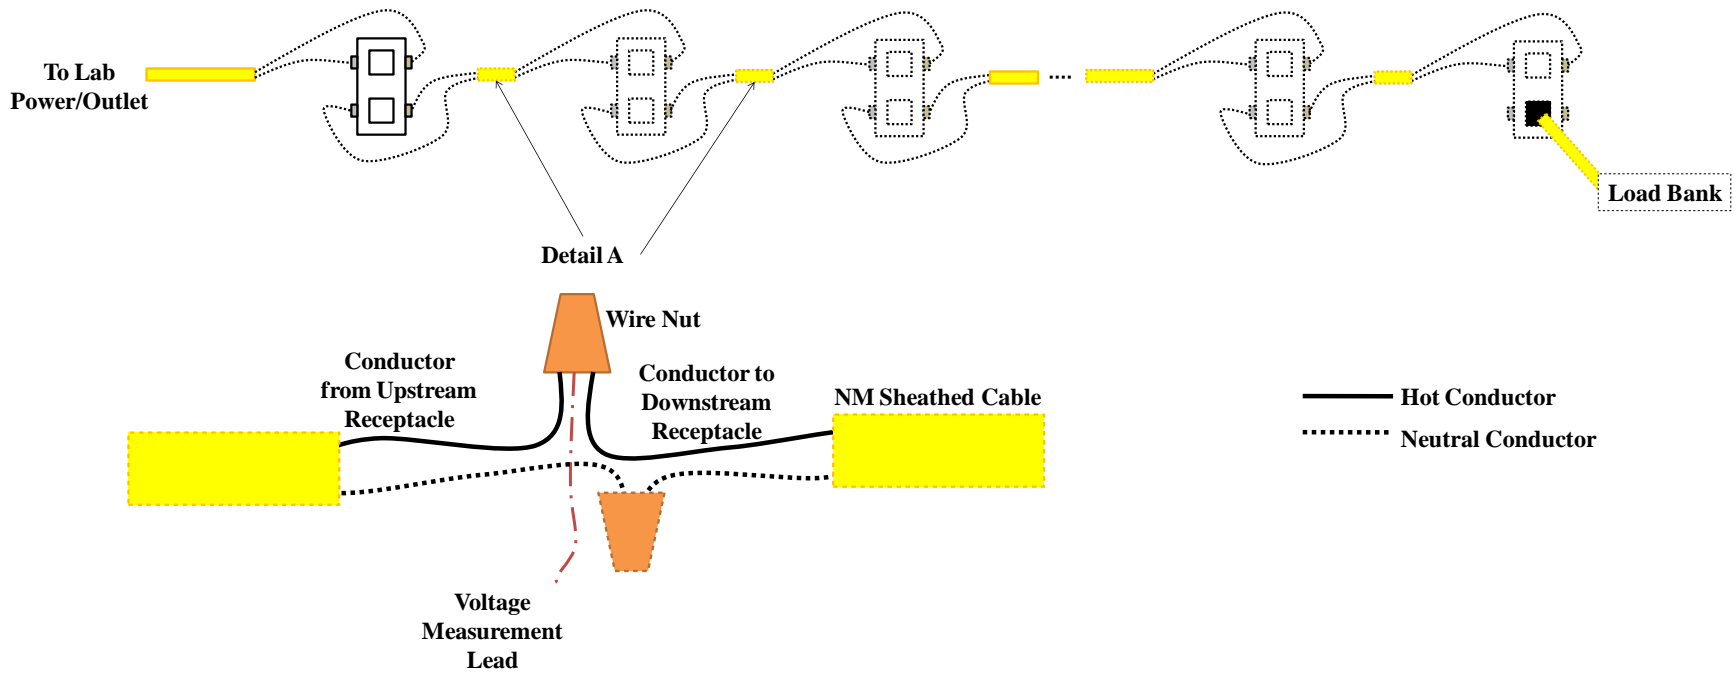 To Lab
Power/Outlet
Load Bank
Detail A
Wire Nut
Conductor
from Upstream
Receptacle
Conductor to
Downstream
Receptacle
NM Sheathed Cable
Hot Conductor
Neutral Conductor
Voltage
Measurement
Lead